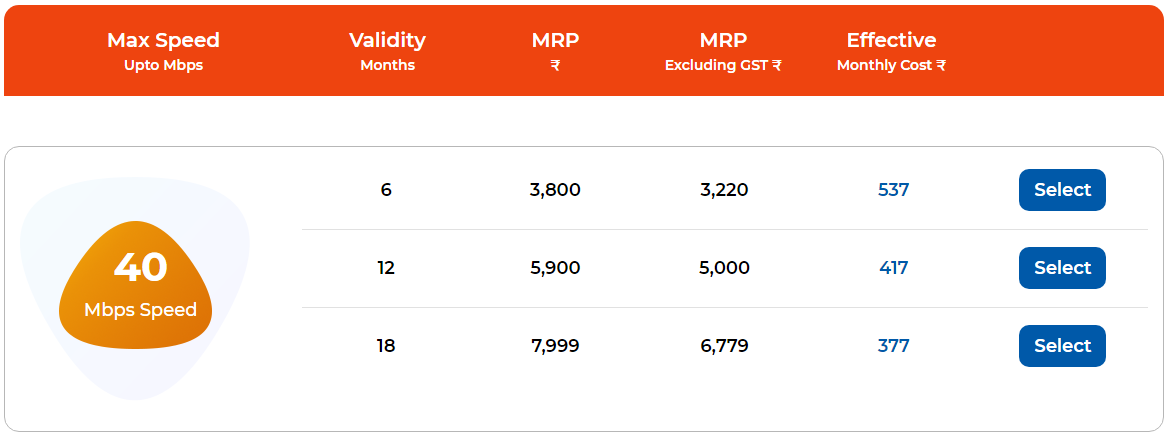 Max Speed Validity MRP MRP Effective
Upto Mbps Months ₹ Excluding GST ₹ Monthly Cost ₹
6 3,800 3,220 537 Select
40
Mbps Speed
12 5,900 5,000 417 Select
18 7,999 6,779 377 Select